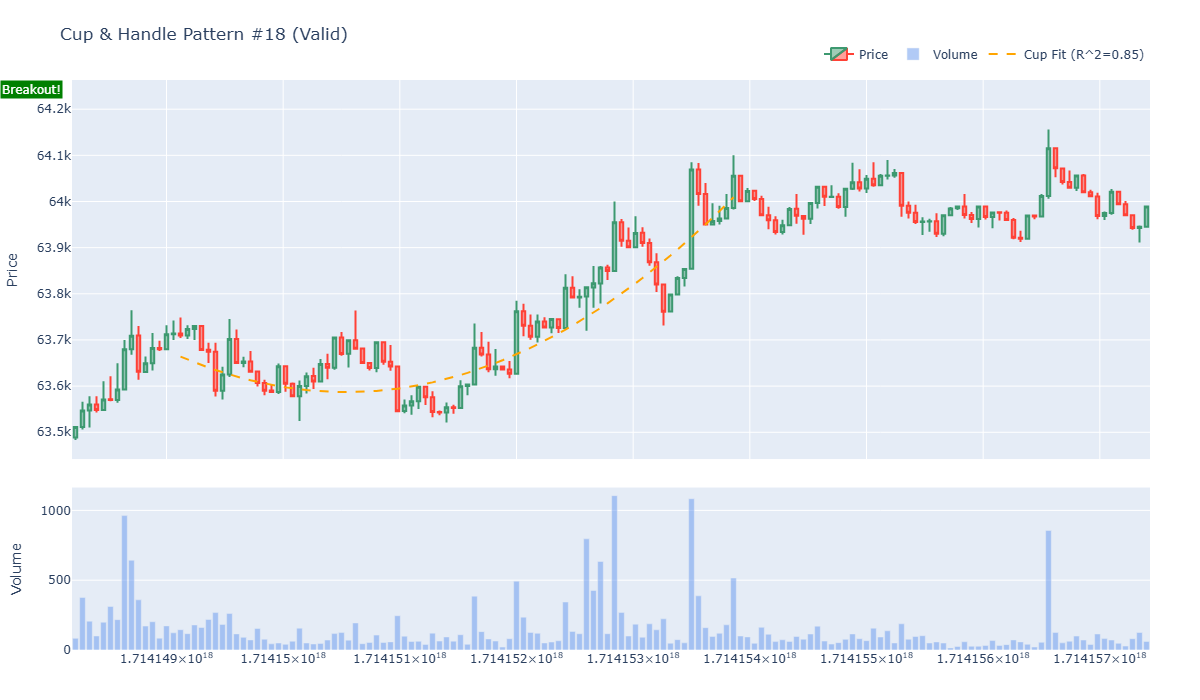 Cup & Handle Pattern #18 (Valid)
Price
Volume
Cup Fit (R^2=0.85)
Breakout!
64.2k
64.1k
64k
63.9k
63.8k
63.7k
63.6k
63.5k
Price
1000
500
0
Volume
1.714149×10¹⁸ 1.71415×10¹⁸ 1.714151×10¹⁸ 1.714152×10¹⁸ 1.714153×10¹⁸ 1.714154×10¹⁸ 1.714155×10¹⁸ 1.714156×10¹⁸ 1.714157×10¹⁸